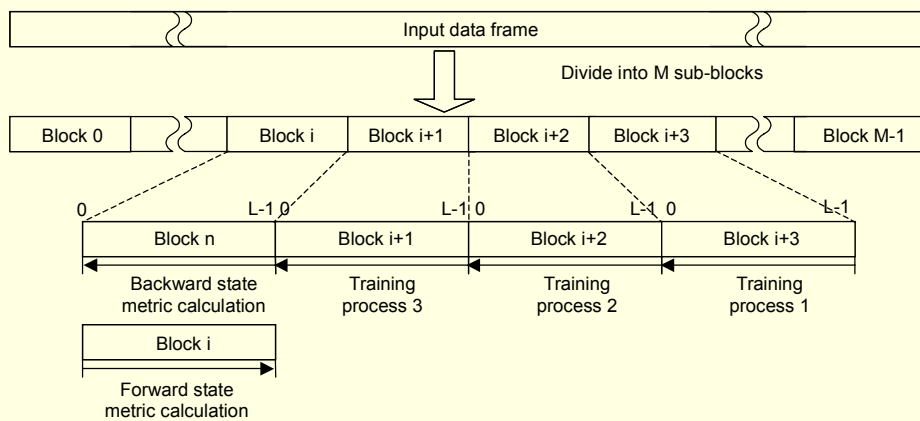 Input data frame
Divide into M sub-blocks
Block 0 Block i Block i+1 Block i+2 Block i+3 Block M-1
0 L-1 0 L-1 0 L-1 0 L-1
Block n Block i+1 Block i+2 Block i+3
Backward state Training Training Training
metric calculation process 3 process 2 process 1
Block i
Forward state
metric calculation